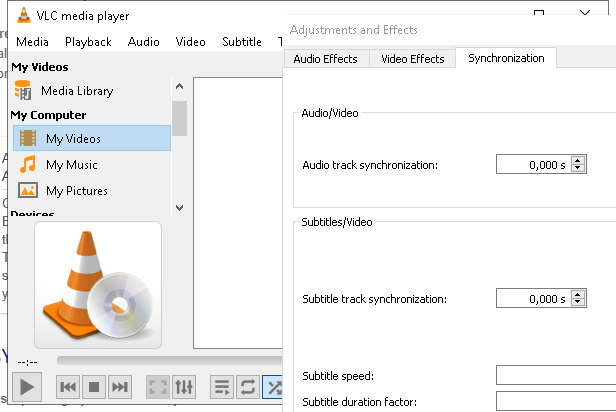 VLC media player
Media Playback Audio Video Subtitle
My Videos
Media Library
My Computer
My Videos
My Music
My Pictures
Devices
--:--
Adjustments and Effects
Audio Effects Video Effects Synchronization
Audio/Video
Audio track synchronization: 0,000 s
Subtitles/Video
Subtitle track synchronization: 0,000 s
Subtitle speed:
Subtitle duration factor: